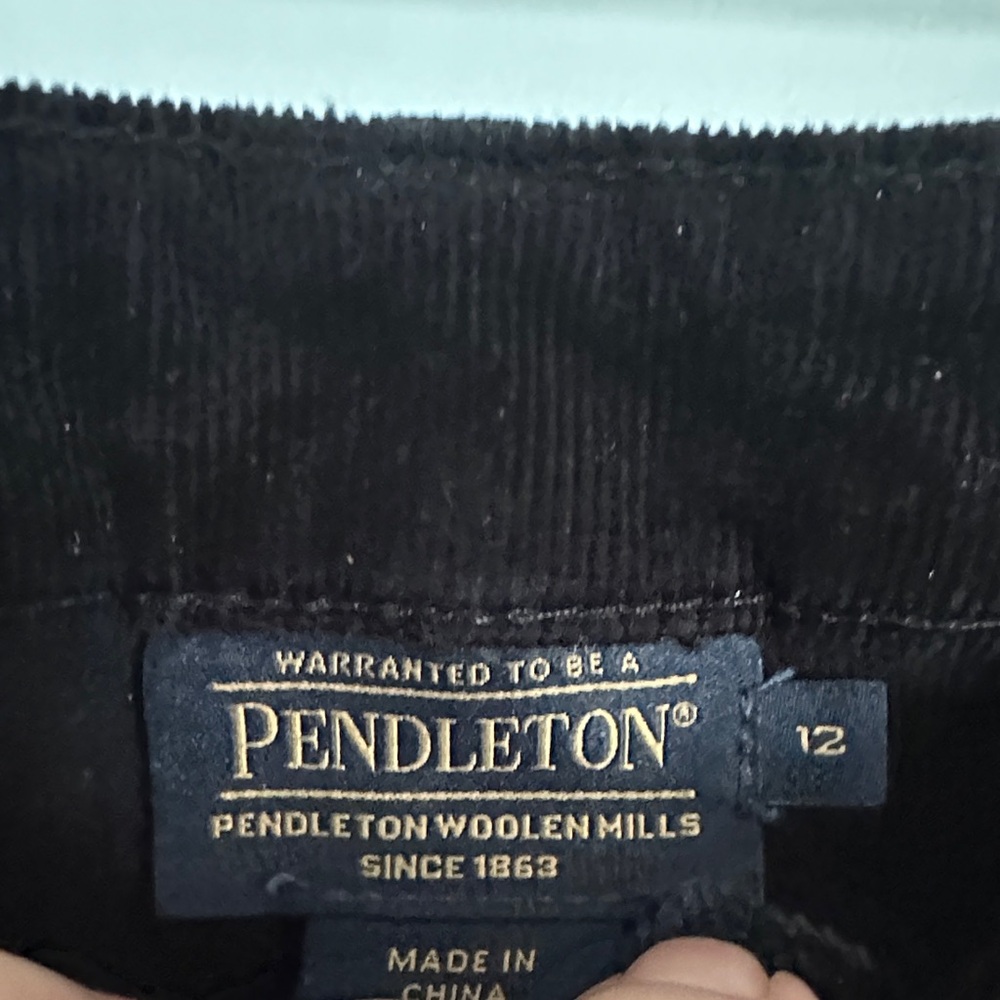 WARRANTED TO BE A
PENDLETON®
12
PENDLETON WOOLEN MILLS
SINCE 1863
MADE IN
CHINA